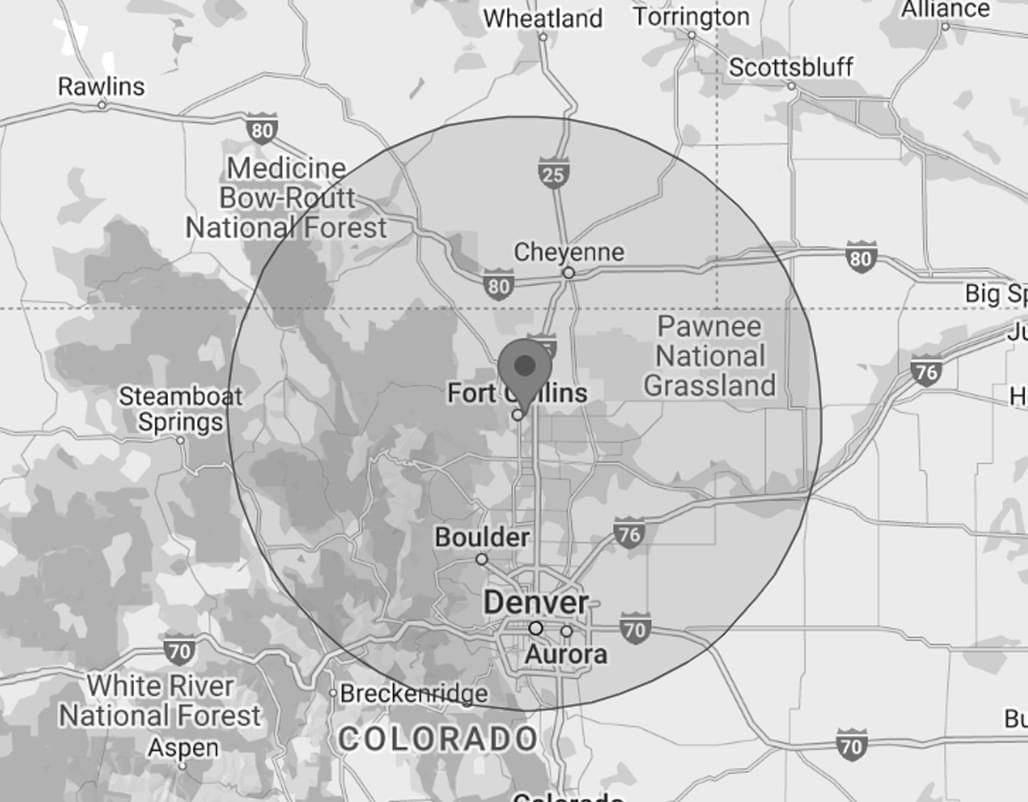 Wheatland
Torrington
Alliance
Scottsbluff
Rawlins
80
Medicine
Bow-Routt
National Forest
25
Cheyenne
80
80
Big Sp
Pawnee
National
Grassland
Ju
76
Fort Collins
Steamboat
Springs
H
Boulder
76
Denver
70
Aurora
70
White River
National Forest
Breckenridge
COLORADO
Aspen
Bu
70
Colorado